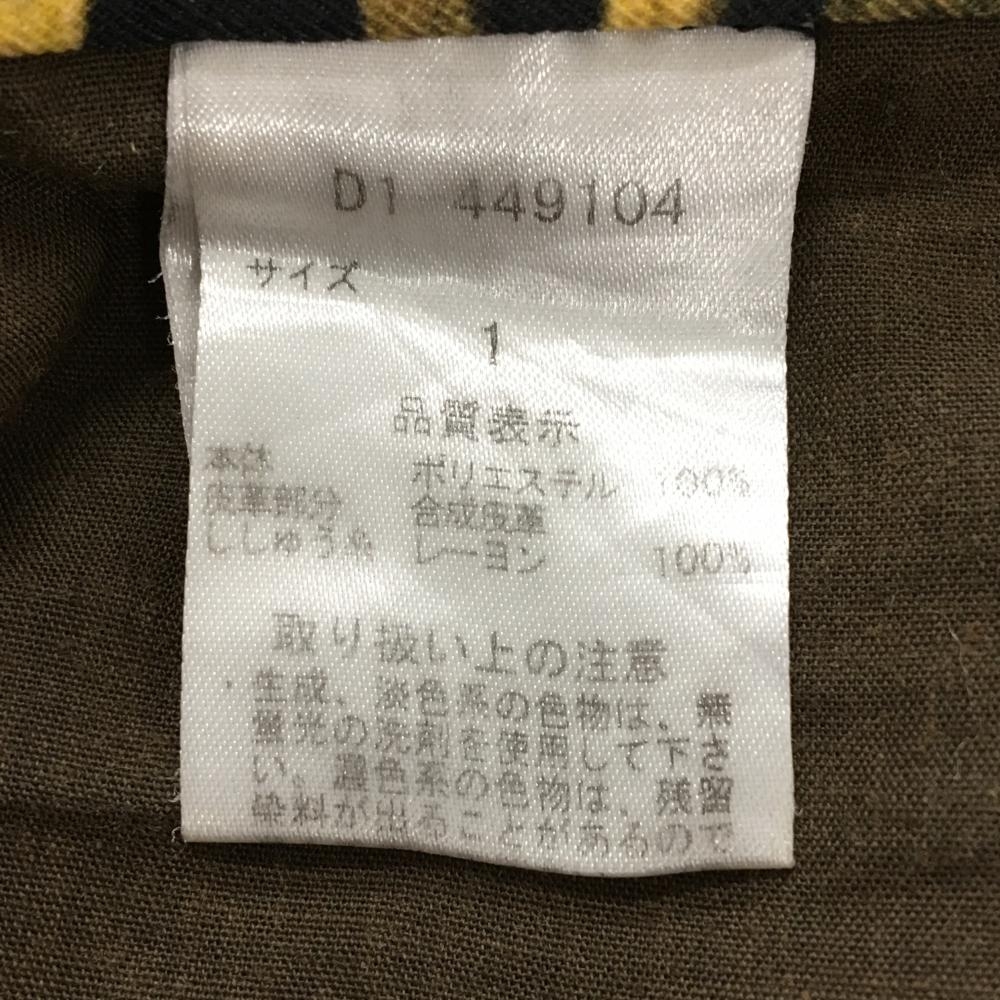 D1 449104
サイズ
1
品質表示
本体 ポリエステル 100%
皮革部分 合成皮革
ししゅう糸 レーヨン 100%
取り扱い上の注意
・生成、淡色系の色物は、無
蛍光の洗剤を使用して下さ
い。濃色系の色物は、残留
染料が出ることがあるので